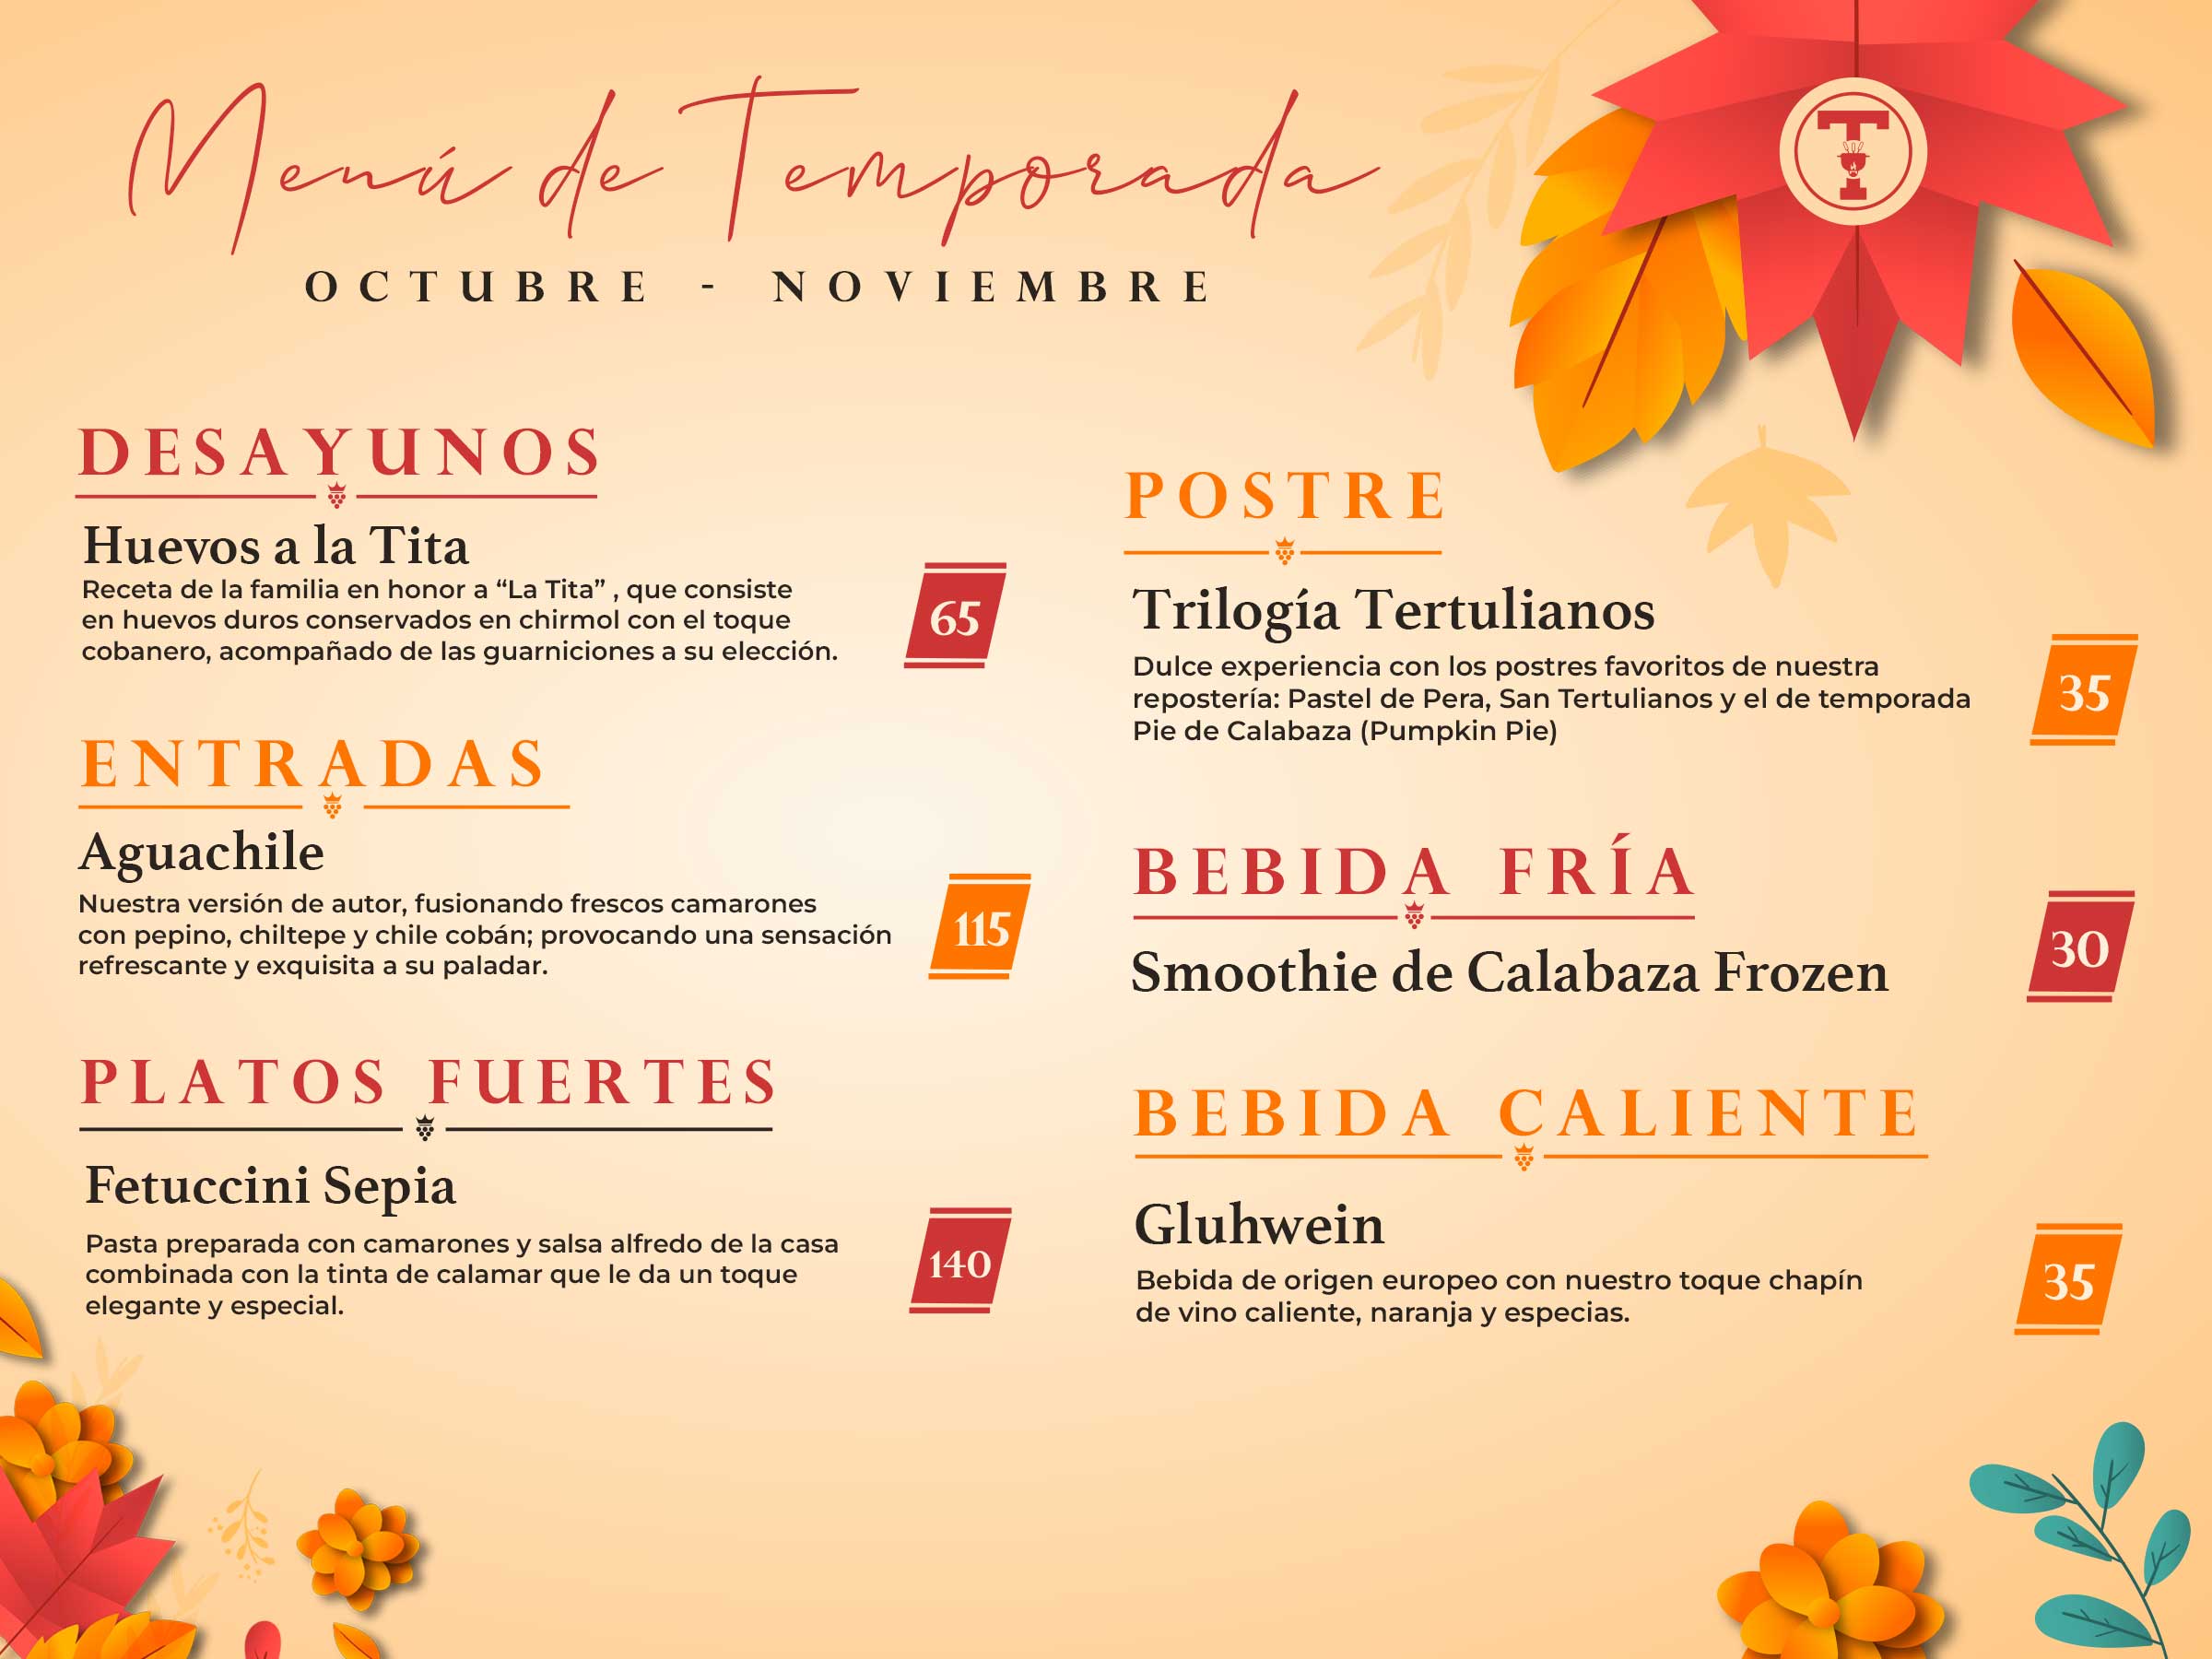 Menú de Temporada
OCTUBRE - NOVIEMBRE
DESAYUNOS
Huevos a la Tita
Receta de la familia en honor a “La Tita” , que consiste
en huevos duros conservados en chirmol con el toque
cobanero, acompañado de las guarniciones a su elección.
65
ENTRADAS
Aguachile
Nuestra versión de autor, fusionando frescos camarones
con pepino, chiltepe y chile cobán; provocando una sensación
refrescante y exquisita a su paladar.
115
PLATOS FUERTES
Fetuccini Sepia
Pasta preparada con camarones y salsa alfredo de la casa
combinada con la tinta de calamar que le da un toque
elegante y especial.
140
POSTRE
Trilogía Tertulianos
Dulce experiencia con los postres favoritos de nuestra
repostería: Pastel de Pera, San Tertulianos y el de temporada
Pie de Calabaza (Pumpkin Pie)
35
BEBIDA FRÍA
Smoothie de Calabaza Frozen
30
BEBIDA CALIENTE
Gluhwein
Bebida de origen europeo con nuestro toque chapín
de vino caliente, naranja y especias.
35
T